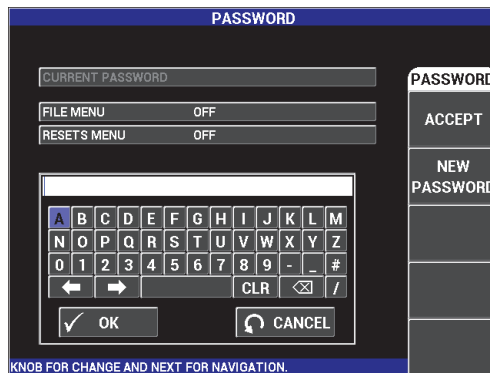 PASSWORD
CURRENT PASSWORD
FILE MENU OFF
RESETS MENU OFF
PASSWORD
ACCEPT
NEW
PASSWORD
A B C D E F G H I J K L M
N O P Q R S T U V W X Y Z
0 1 2 3 4 5 6 7 8 9 - _ #
CLR /
OK CANCEL
KNOB FOR CHANGE AND NEXT FOR NAVIGATION.